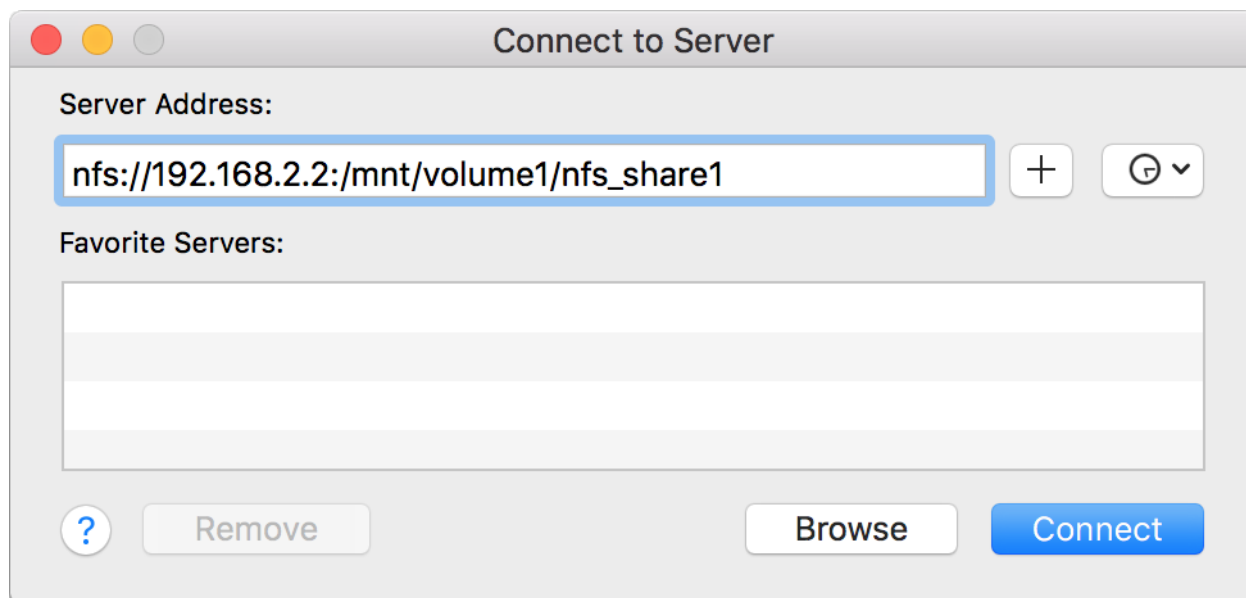 Connect to Server
Server Address:
nfs://192.168.2.2:/mnt/volume1/nfs_share1
Favorite Servers:
? Remove Browse Connect